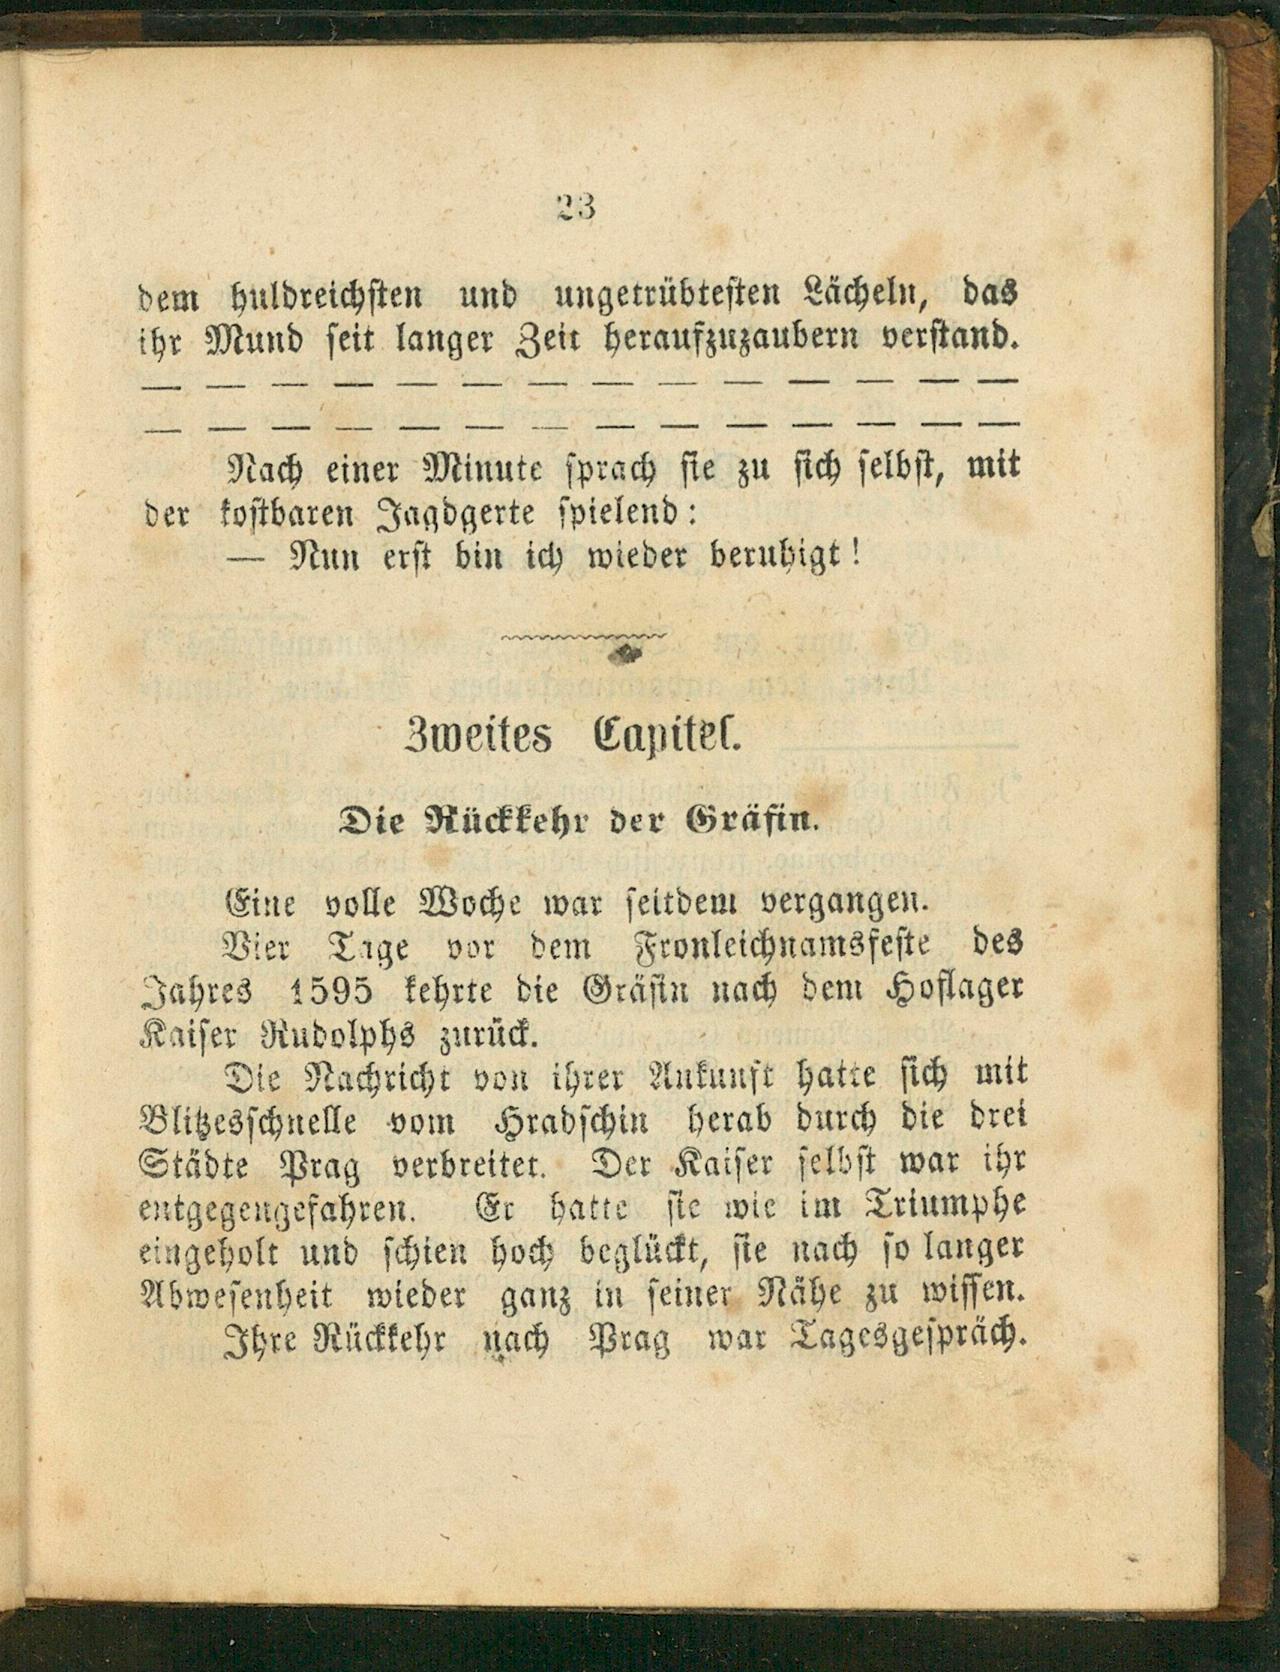 23
dem huldreichsten und ungetrübtesten Lächeln, das
ihr Mund seit langer Zeit heraufzuzaubern verstand.
— — — — — — — — — — — — — —
— — — — — — — — — — — — — —
Nach einer Minute sprach sie zu sich selbst, mit
der kostbaren Jagdgerte spielend:
— Nun erst bin ich wieder beruhigt!
Zweites Capitel.
Die Rückkehr der Gräfin.
Eine volle Woche war seitdem vergangen.
Vier Tage vor dem Fronleichnamsfeste des
Jahres 1595 kehrte die Gräfin nach dem Hoflager
Kaiser Rudolphs zurück.
Die Nachricht von ihrer Ankunft hatte sich mit
Blitzesschnelle vom Hradschin herab durch die drei
Städte Prag verbreitet. Der Kaiser selbst war ihr
entgegengefahren. Er hatte sie wie im Triumphe
eingeholt und schien hoch beglückt, sie nach so langer
Abwesenheit wieder ganz in seiner Nähe zu wissen.
Ihre Rückkehr nach Prag war Tagesgespräch.